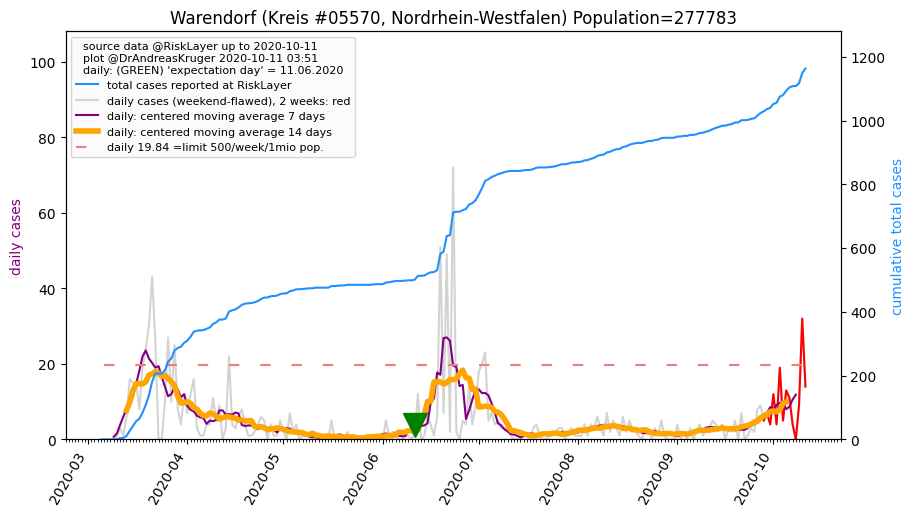 Warendorf (Kreis #05570, Nordrhein-Westfalen) Population=277783
source data @RiskLayer up to 2020-10-11
plot @DrAndreasKruger 2020-10-11 03:51
daily: (GREEN) 'expectation day' = 11.06.2020
total cases reported at RiskLayer
daily cases (weekend-flawed), 2 weeks: red
daily: centered moving average 7 days
daily: centered moving average 14 days
daily 19.84 =limit 500/week/1mio pop.
daily cases
100
80
60
40
20
0
cumulative total cases
1200
1000
800
600
400
200
0
2020-03
2020-04
2020-05
2020-06
2020-07
2020-08
2020-09
2020-10